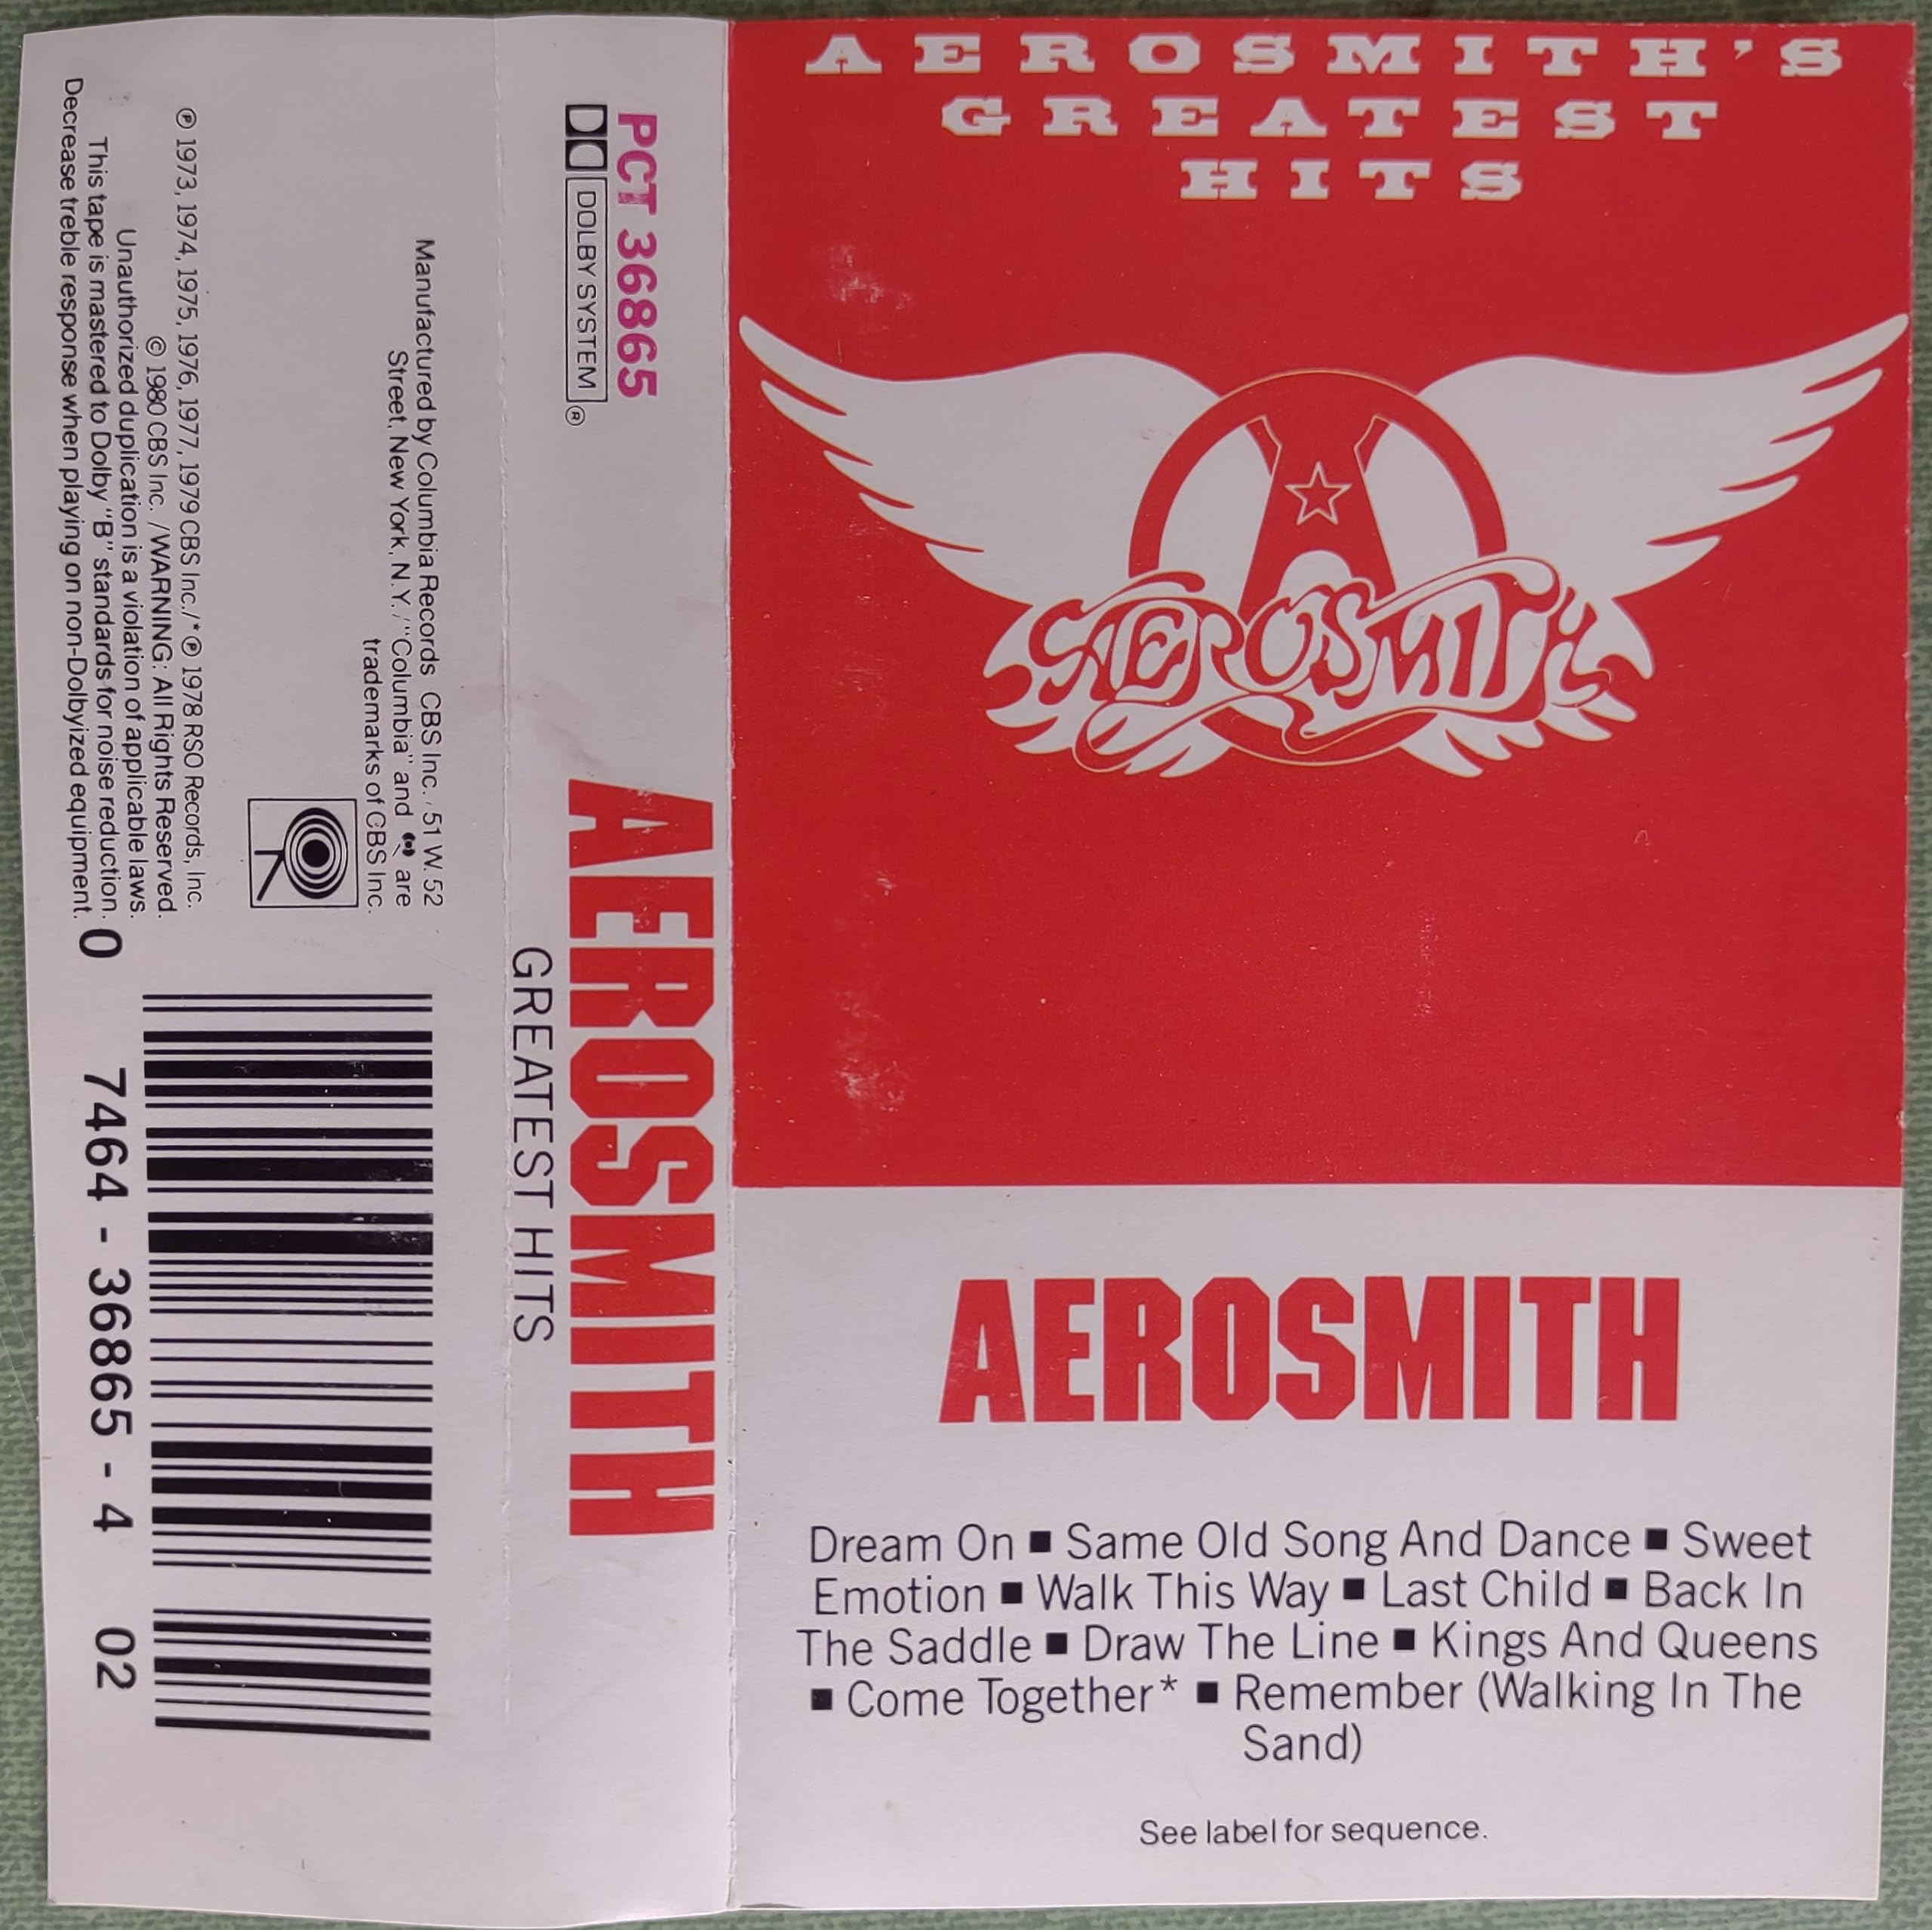 AEROSMITH'S
GREATEST
HITS
AEROSMITH
AEROSMITH
Dream On ■ Same Old Song And Dance ■ Sweet
Emotion ■ Walk This Way ■ Last Child ■ Back In
The Saddle ■ Draw The Line ■ Kings And Queens
■ Come Together* ■ Remember (Walking In The
Sand)
See label for sequence.
PCT 36865
DOLBY SYSTEM ®
AEROSMITH
GREATEST HITS
Manufactured by Columbia Records CBS Inc./51 W. 52
Street, New York, N.Y./"Columbia" and are
trademarks of CBS Inc.
℗ 1973, 1974, 1975, 1976, 1977, 1979 CBS Inc./*℗ 1978 RSO Records, Inc.
© 1980 CBS Inc. /WARNING: All Rights Reserved.
Unauthorized duplication is a violation of applicable laws.
This tape is mastered to Dolby "B" standards for noise reduction.
Decrease treble response when playing on non-Dolbyized equipment.
0 7464 - 36865 - 4 02